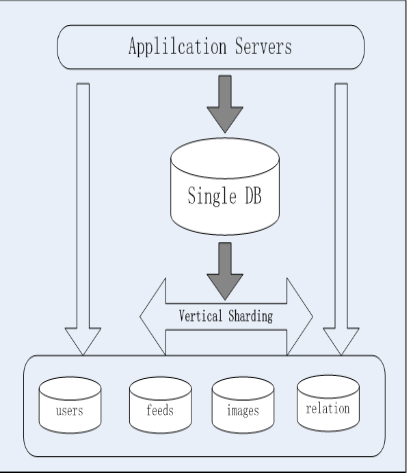 Applilcation Servers
Single DB
Vertical Sharding
users
feeds
images
relation